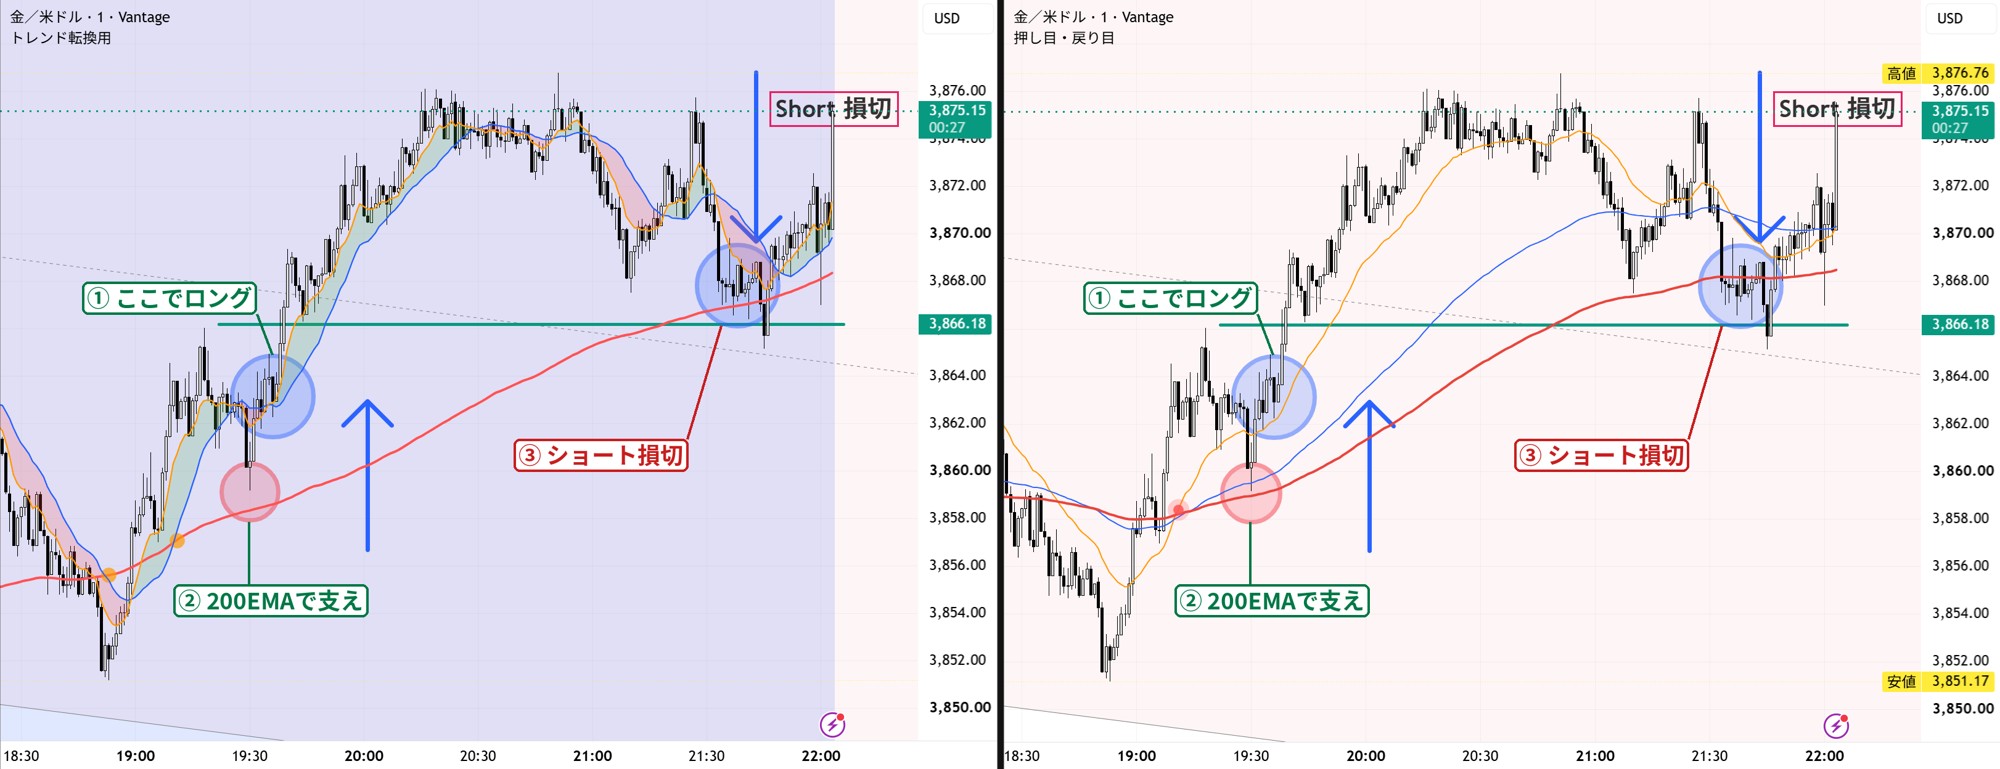 金／米ドル・1・Vantage
トレンド転換用
USD
Short 損切
3,876.00
3,875.15
00:27
3,874.00
3,872.00
3,870.00
3,868.00
3,866.18
3,864.00
3,862.00
3,860.00
3,858.00
3,856.00
3,854.00
3,852.00
3,850.00
① ここでロング
③ ショート損切
② 200EMAで支え
18:30 19:00 19:30 20:00 20:30 21:00 21:30 22:00
金／米ドル・1・Vantage
押し目・戻り目
USD
高値 3,876.76
3,876.00
Short 損切
3,875.15
00:27
3,874.00
3,872.00
3,870.00
3,868.00
3,866.18
3,864.00
3,862.00
3,860.00
3,858.00
3,856.00
3,854.00
3,852.00
安値 3,851.17
3,850.00
① ここでロング
③ ショート損切
② 200EMAで支え
18:30 19:00 19:30 20:00 20:30 21:00 21:30 22:00